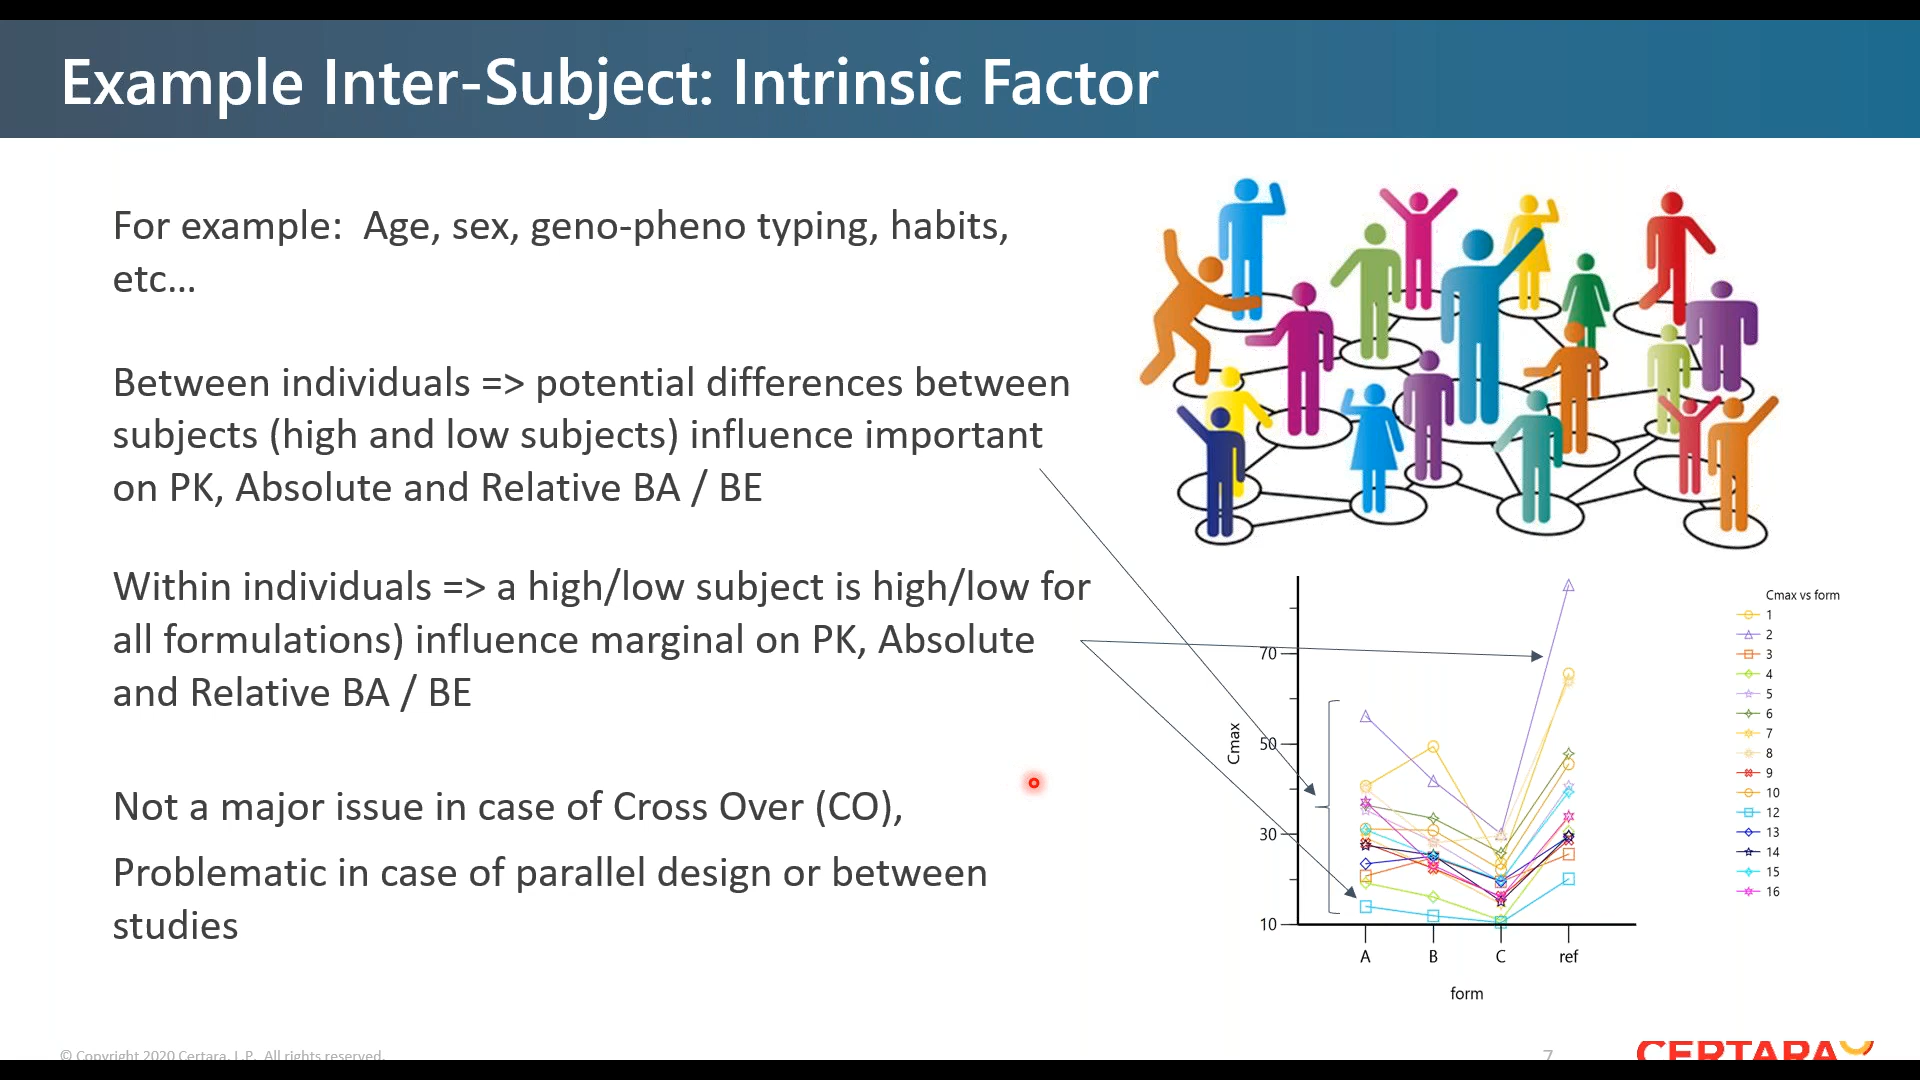 Example Inter-Subject: Intrinsic Factor
For example:  Age, sex, geno-pheno typing, habits,
etc…
Between individuals => potential differences between
subjects (high and low subjects) influence important
on PK, Absolute and Relative BA / BE
Within individuals => a high/low subject is high/low for
all formulations) influence marginal on PK, Absolute
and Relative BA / BE
Not a major issue in case of Cross Over (CO),
Problematic in case of parallel design or between
studies
Cmax
70
50
30
10
A B C ref
form
Cmax vs form
1
2
3
4
5
6
7
8
9
10
12
13
14
15
16
© Copyright 2020 Certara, L.P.  All rights reserved.
7
CERTARA